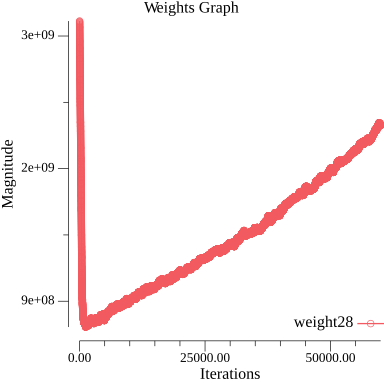 Weights Graph
3e+09
2e+09
9e+08
Magnitude
weight28
0.00
25000.00
50000.00
Iterations